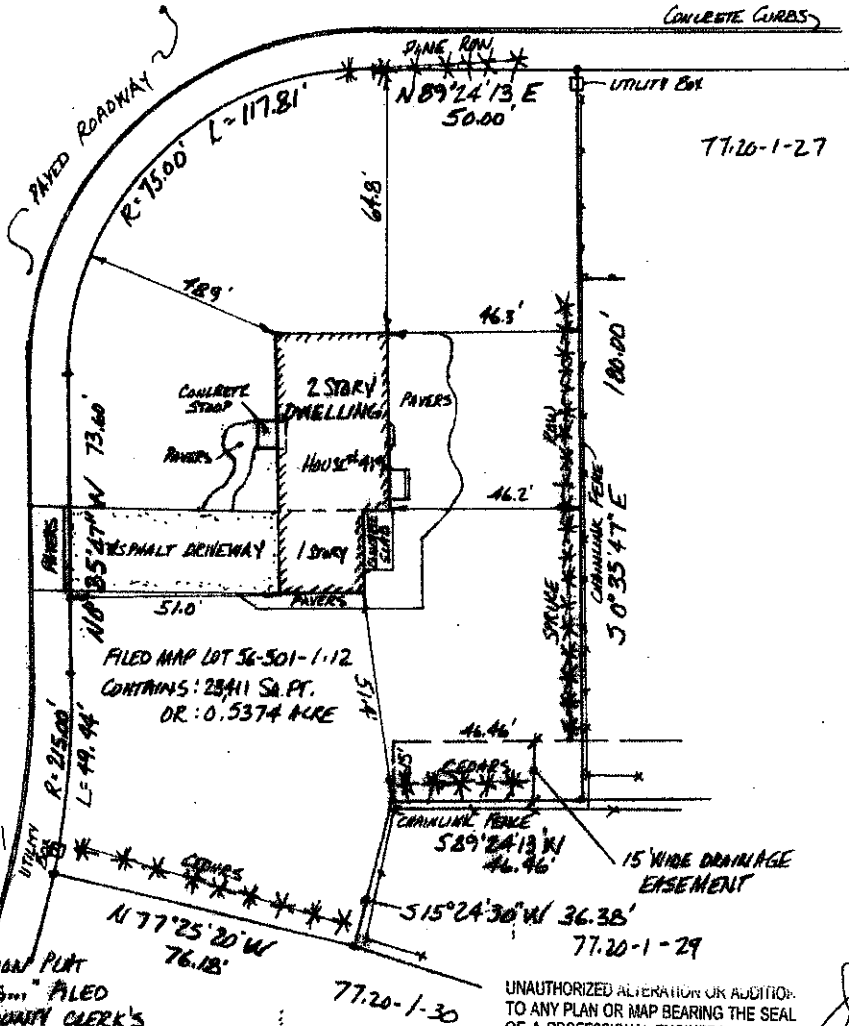 CONCRETE CURBS
PAVED ROADWAY
PINE ROW
N 89°24'13 E
50.00'
UTILITY BOX
77.20-1-27
R=75.00' L=117.81'
64.8'
46.3'
2 STORY
DWELLING
HOUSE #
PAVERS
CONCRETE
STOOP
PAVERS
73.60'
180.00'
SPRUCE ROW
CHAINLINK FENCE
S 0°35'47" E
46.2'
PAVERS
ASPHALT DRIVEWAY
1 STORY
SLAB
PAVERS
51.0'
N 0°35'47" W
FILED MAP LOT 56-501-1-12
CONTAINS: 23,411 SQ. FT.
OR: 0.5374 ACRE
51.4'
R=215.00'
L=49.44'
46.46'
15'
CEDARS
CHAINLINK FENCE
S 89°24'13" W
46.46'
15' WIDE DRAINAGE
EASEMENT
UTILITY
BOX
CEDARS
N 77°25'20" W
76.18'
S 15°24'30" W 36.38'
77.20-1-29
77.20-1-30
PLAT
FILED
COUNTY CLERK'S
UNAUTHORIZED ALTERATION OR ADDITION
TO ANY PLAN OR MAP BEARING THE SEAL